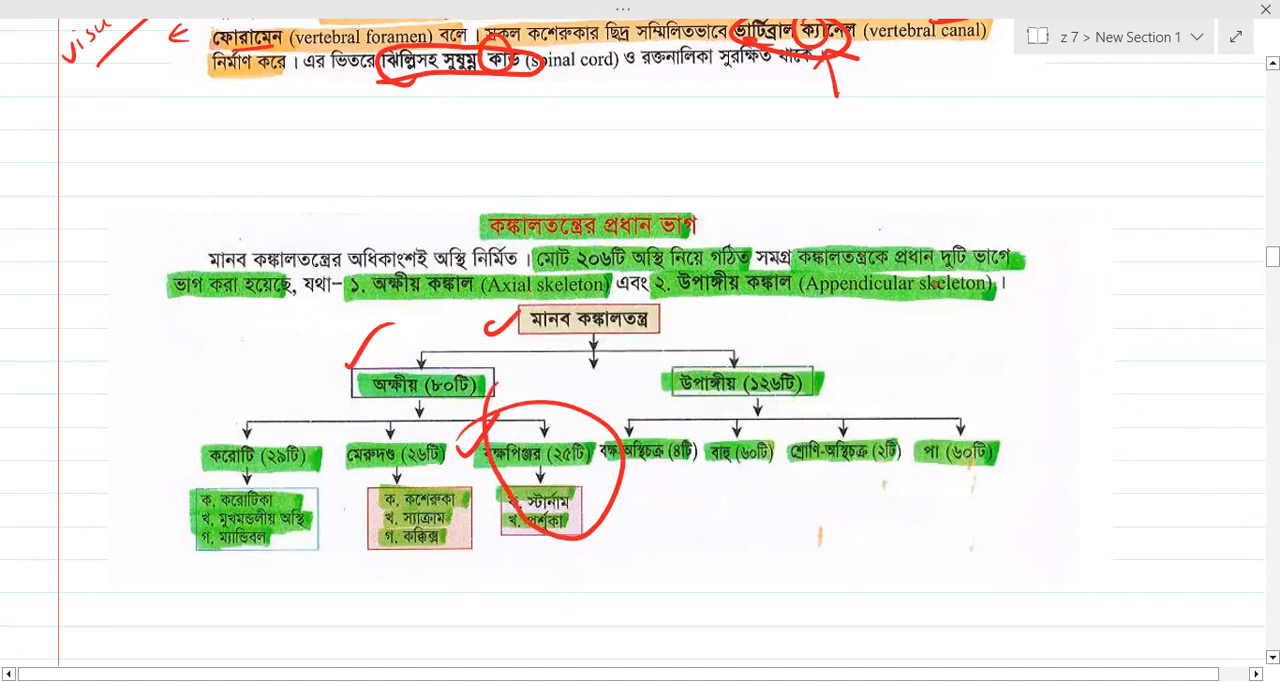 visu
ফোরামেন (vertebral foramen) বলে । সকল কশেরুকার ছিদ্র সম্মিলিতভাবে ভার্টিব্রাল ক্যানেল (vertebral canal)
নির্মাণ করে । এর ভিতরে ঝিল্লিসহ সুষুম্না কান্ড (spinal cord) ও রক্তনালিকা সুরক্ষিত থাকে ।
z 7 > New Section 1
কঙ্কালতন্ত্রের প্রধান ভাগ
মানব কঙ্কালতন্ত্রের অধিকাংশই অস্থি নির্মিত । মোট ২০৬টি অস্থি নিয়ে গঠিত সমগ্র কঙ্কালতন্ত্রকে প্রধান দুটি ভাগে
ভাগ করা হয়েছে, যথা– ১. অক্ষীয় কঙ্কাল (Axial skeleton) এবং ২. উপাঙ্গীয় কঙ্কাল (Appendicular skeleton) ।
মানব কঙ্কালতন্ত্র
অক্ষীয় (৮০টি) উপাঙ্গীয় (১২৬টি)
করোটি (২৯টি) মেরুদণ্ড (২৬টি) বক্ষপিঞ্জর (২৫টি) বক্ষ-অস্থিচক্র (৪টি) বাহু (৬০টি) শ্রোণি-অস্থিচক্র (২টি) পা (৬০টি)
ক. করোটিকা
খ. মুখমন্ডলীয় অস্থি
গ. ম্যান্ডিবল
ক. কশেরুকা
খ. স্যাক্রাম
গ. কক্কিক্স
ক. স্টার্নাম
খ. পর্শুকা